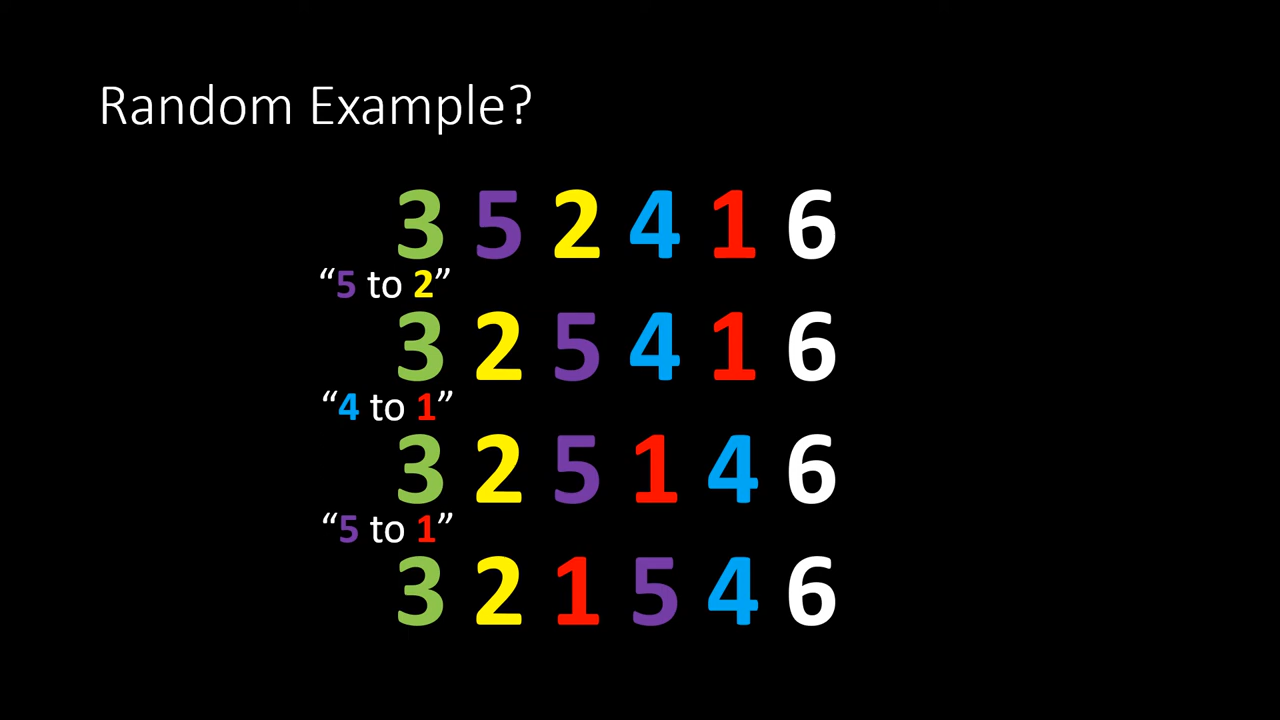 Random Example?
3 5 2 4 1 6
“5 to 2”
3 2 5 4 1 6
“4 to 1”
3 2 5 1 4 6
“5 to 1”
3 2 1 5 4 6